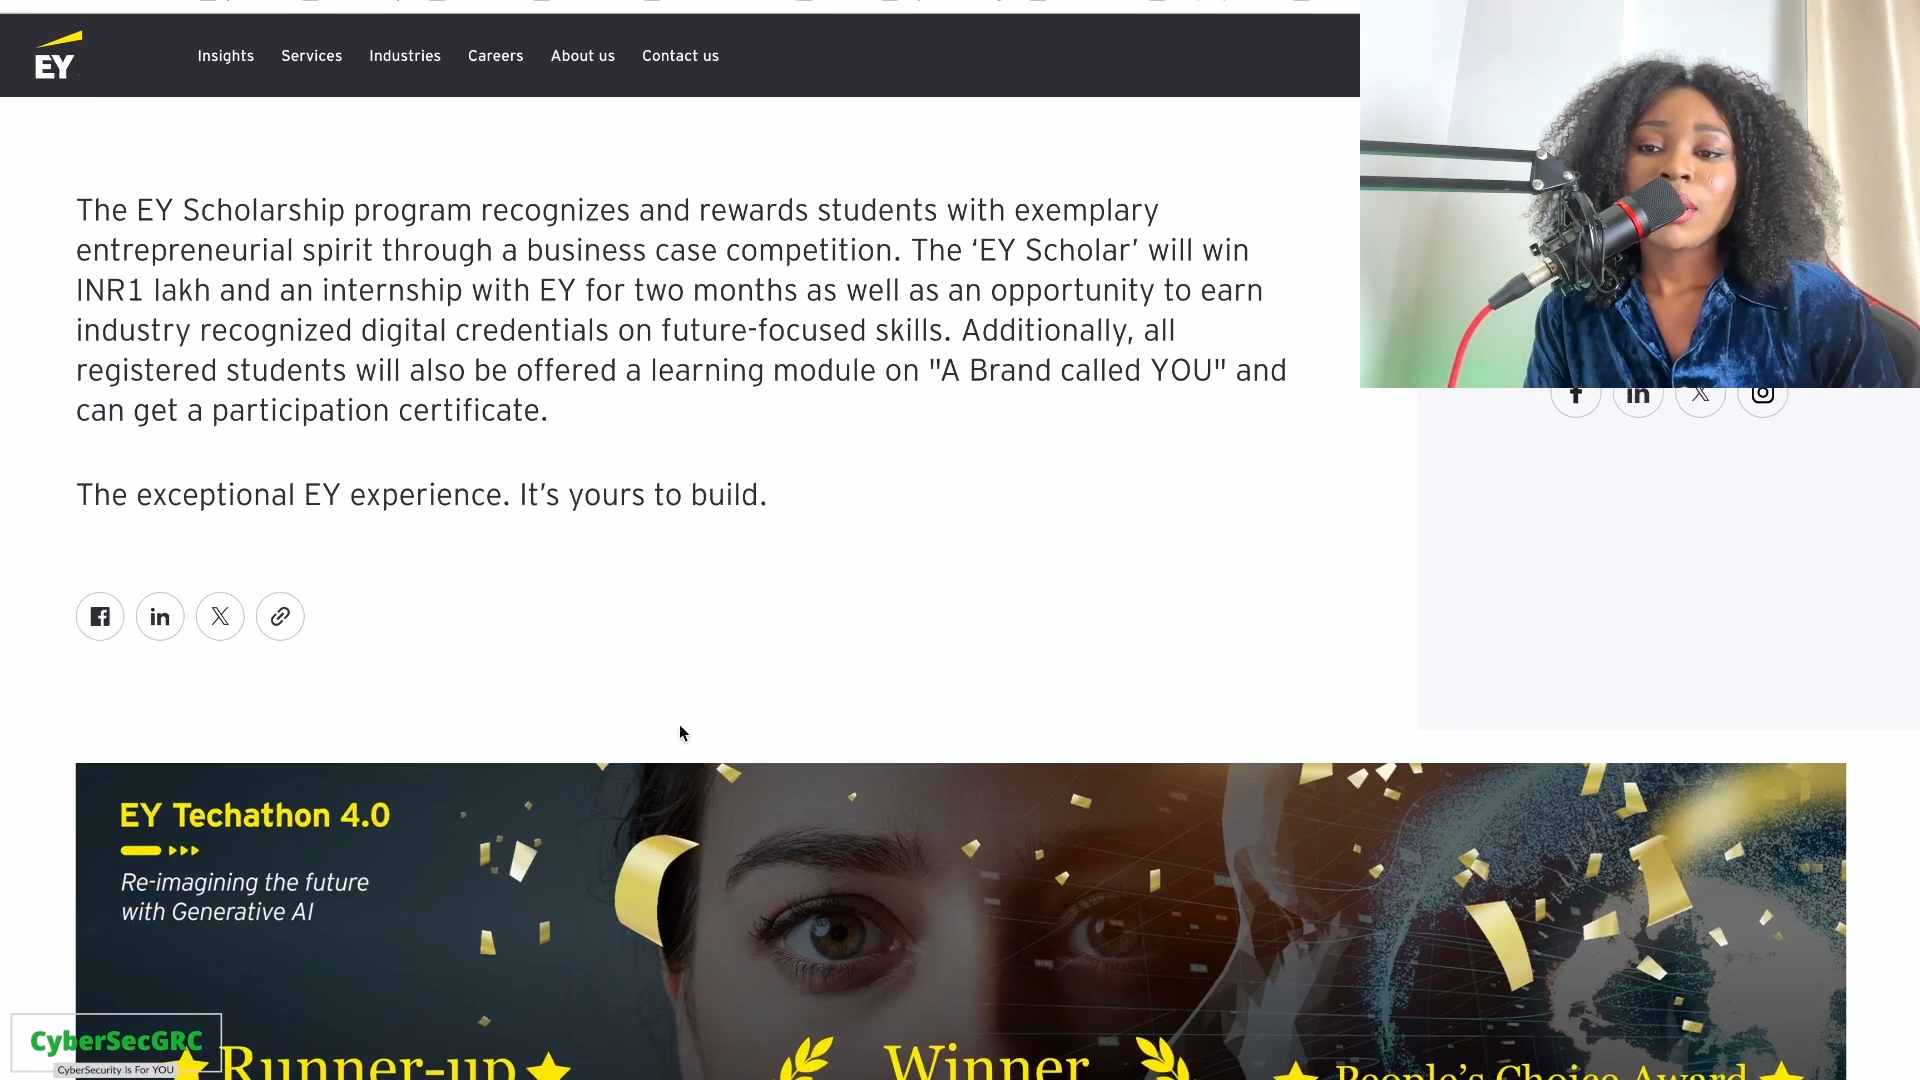 EY
Insights
Services
Industries
Careers
About us
Contact us
The EY Scholarship program recognizes and rewards students with exemplary
entrepreneurial spirit through a business case competition. The ‘EY Scholar’ will win
INR1 lakh and an internship with EY for two months as well as an opportunity to earn
industry recognized digital credentials on future-focused skills. Additionally, all
registered students will also be offered a learning module on "A Brand called YOU" and
can get a participation certificate.
The exceptional EY experience. It’s yours to build.
EY Techathon 4.0
Re-imagining the future
with Generative AI
Runner-up
Winner
People’s Choice Award
CyberSecGRC
CyberSecurity Is For YOU